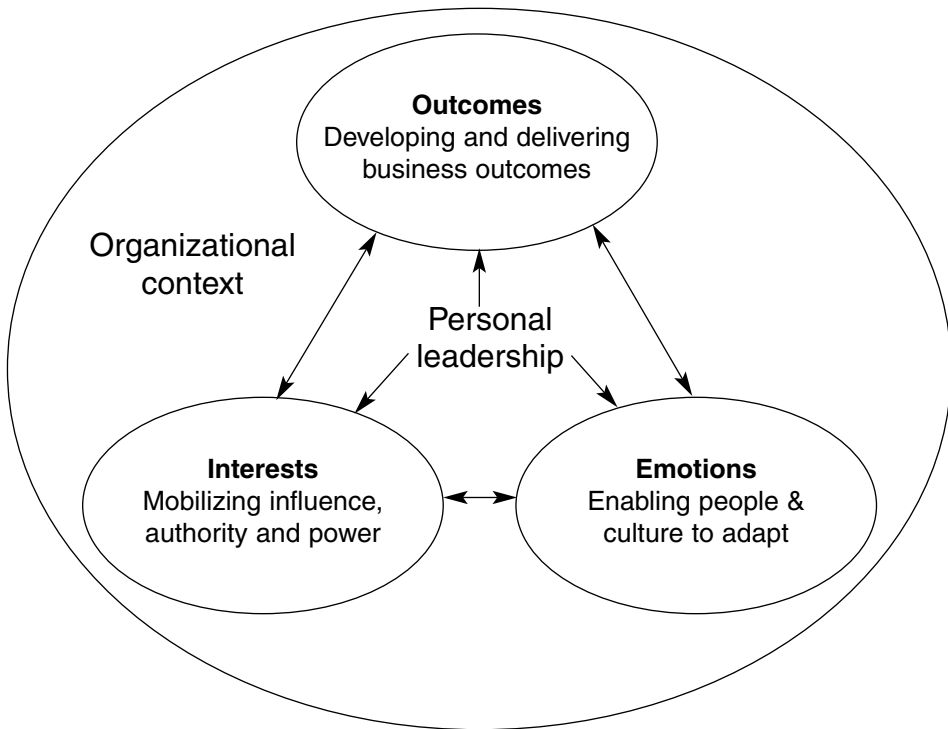 Outcomes
Developing and delivering
business outcomes
Organizational
context
Personal
leadership
Interests
Mobilizing influence,
authority and power
Emotions
Enabling people &
culture to adapt